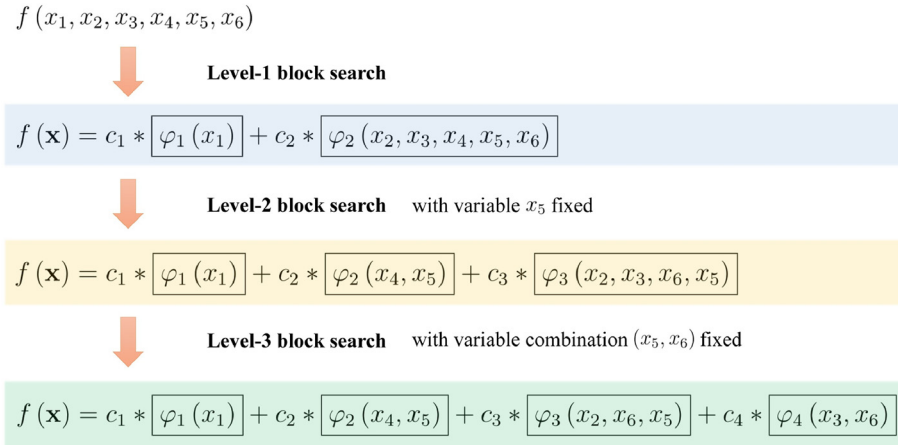 f (x₁, x₂, x₃, x₄, x₅, x₆)
Level-1 block search
f (𝐱) = c₁ * φ₁ (x₁) + c₂ * φ₂ (x₂, x₃, x₄, x₅, x₆)
Level-2 block search with variable x₅ fixed
f (𝐱) = c₁ * φ₁ (x₁) + c₂ * φ₂ (x₄, x₅) + c₃ * φ₃ (x₂, x₃, x₆, x₅)
Level-3 block search with variable combination (x₅, x₆) fixed
f (𝐱) = c₁ * φ₁ (x₁) + c₂ * φ₂ (x₄, x₅) + c₃ * φ₃ (x₂, x₆, x₅) + c₄ * φ₄ (x₃, x₆)